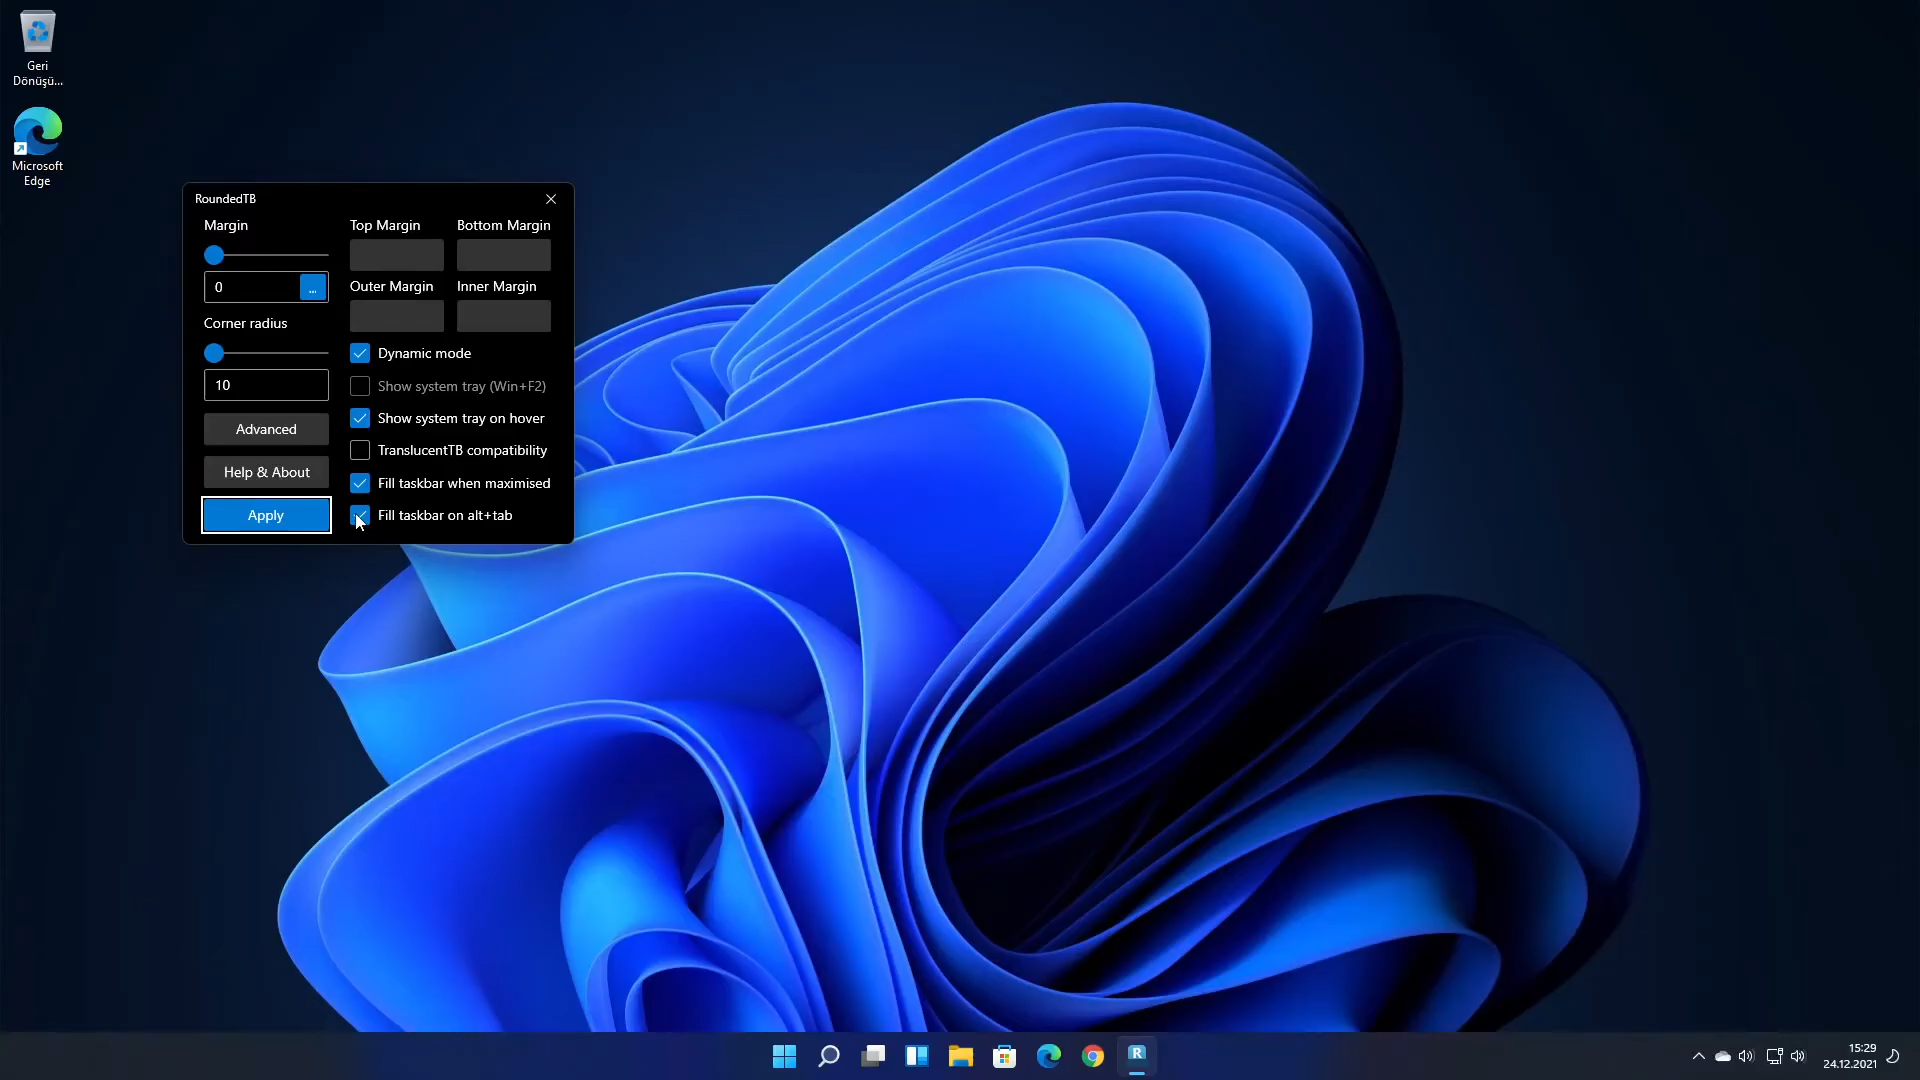 Geri
Dönüşü...
Microsoft
Edge
RoundedTB
Margin
Top Margin
Bottom Margin
0
...
Outer Margin
Inner Margin
Corner radius
Dynamic mode
10
Show system tray (Win+F2)
Show system tray on hover
Advanced
TranslucentTB compatibility
Help & About
Fill taskbar when maximised
Apply
Fill taskbar on alt+tab
R
15:29
24.12.2021